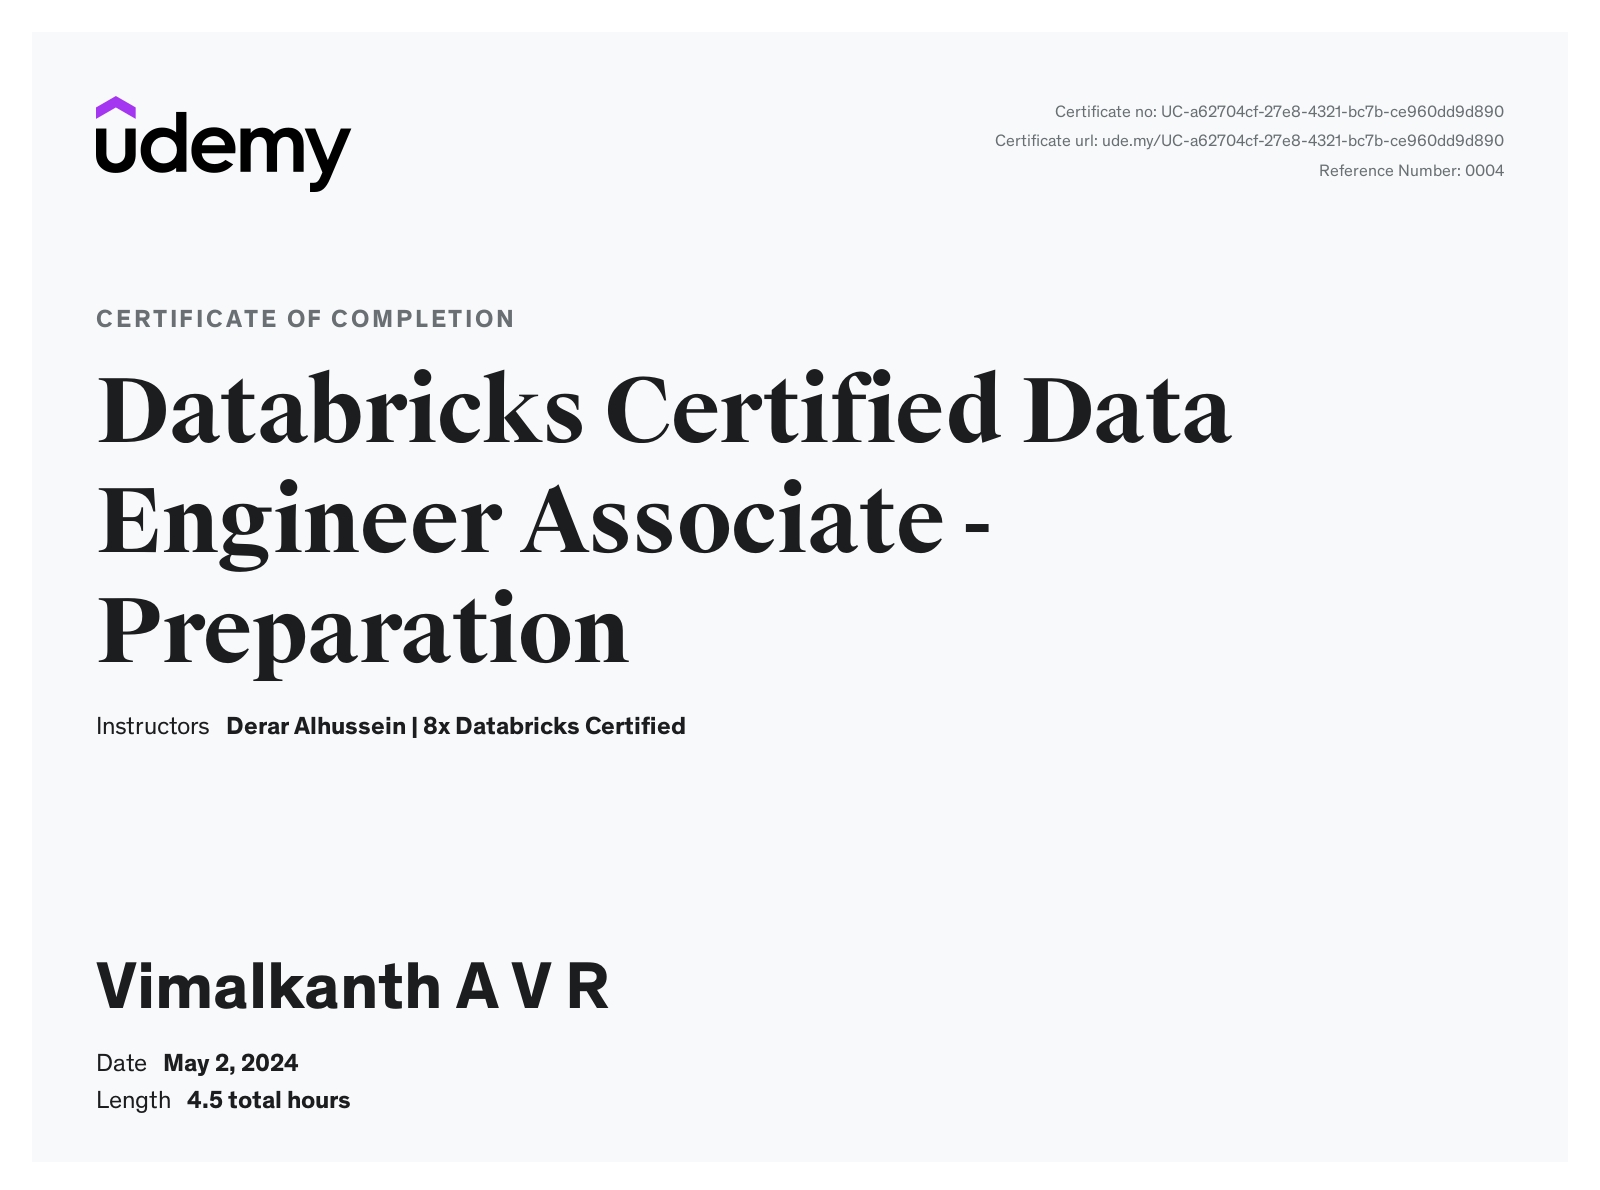 udemy
Certificate no: UC-a62704cf-27e8-4321-bc7b-ce960dd9d890
Certificate url: ude.my/UC-a62704cf-27e8-4321-bc7b-ce960dd9d890
Reference Number: 0004
CERTIFICATE OF COMPLETION
Databricks Certified Data
Engineer Associate -
Preparation
Instructors Derar Alhussein | 8x Databricks Certified
Vimalkanth A V R
Date May 2, 2024
Length 4.5 total hours